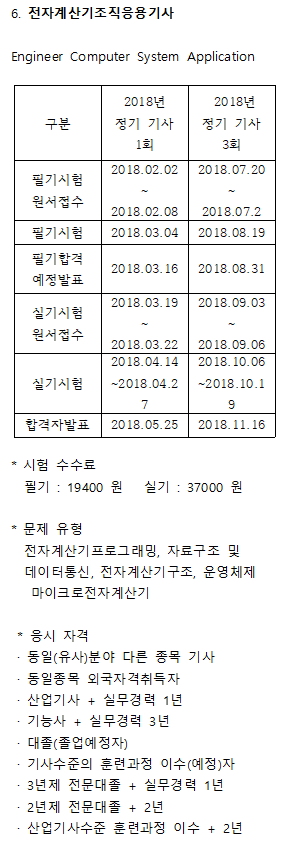 6. 전자계산기조직응용기사
Engineer Computer System Application
구분
2018년
정기 기사
1회
2018년
정기 기사
3회
필기시험
원서접수
2018.02.02
~
2018.02.08
2018.07.20
~
2018.07.2
필기시험
2018.03.04
2018.08.19
필기합격
예정발표
2018.03.16
2018.08.31
실기시험
원서접수
2018.03.19
~
2018.03.22
2018.09.03
~
2018.09.06
실기시험
2018.04.14
~2018.04.2
7
2018.10.06
~2018.10.1
9
합격자발표
2018.05.25
2018.11.16
* 시험 수수료
필기 : 19400 원 실기 : 37000 원
* 문제 유형
전자계산기프로그래밍, 자료구조 및
데이터통신, 전자계산기구조, 운영체제
마이크로전자계산기
* 응시 자격
· 동일(유사)분야 다른 종목 기사
· 동일종목 외국자격취득자
· 산업기사 + 실무경력 1년
· 기능사 + 실무경력 3년
· 대졸(졸업예정자)
· 기사수준의 훈련과정 이수(예정)자
· 3년제 전문대졸 + 실무경력 1년
· 2년제 전문대졸 + 2년
· 산업기사수준 훈련과정 이수 + 2년